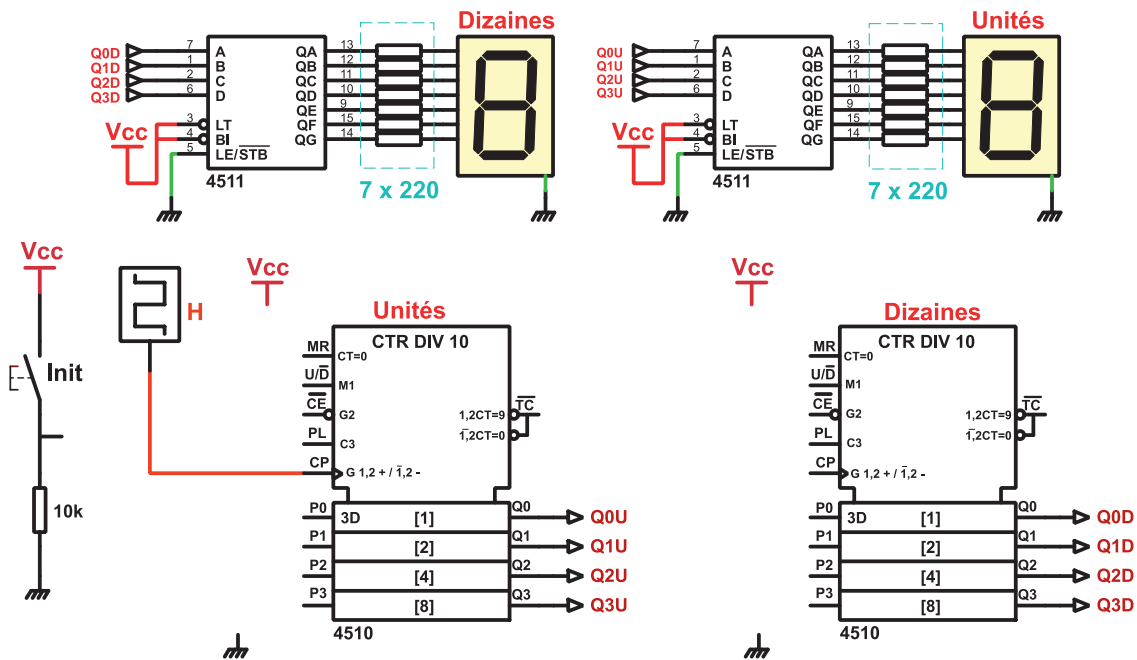 Dizaines
Q0D 7 A QA 13
Q1D 1 B QB 12
Q2D 2 C QC 11
Q3D 6 D QD 10
QE 9
Vcc 3 LT QF 15
4 BI QG 14
5 LE/STB
4511
7 x 220
Unités
Q0U 7 A QA 13
Q1U 1 B QB 12
Q2U 2 C QC 11
Q3U 6 D QD 10
QE 9
Vcc 3 LT QF 15
4 BI QG 14
5 LE/STB
4511
7 x 220
Vcc
Init
10k
H
Vcc
Unités
CTR DIV 10
MR CT=0
U/D̅ M1
C̅E̅ G2 1,2CT=9 T̅C̅
PL C3 1̅,2CT=0
CP G 1,2 + / 1̅,2 -
P0 3D [1] Q0 Q0U
P1 [2] Q1 Q1U
P2 [4] Q2 Q2U
P3 [8] Q3 Q3U
4510
Vcc
Dizaines
CTR DIV 10
MR CT=0
U/D̅ M1
C̅E̅ G2 1,2CT=9 T̅C̅
PL C3 1̅,2CT=0
CP G 1,2 + / 1̅,2 -
P0 3D [1] Q0 Q0D
P1 [2] Q1 Q1D
P2 [4] Q2 Q2D
P3 [8] Q3 Q3D
4510